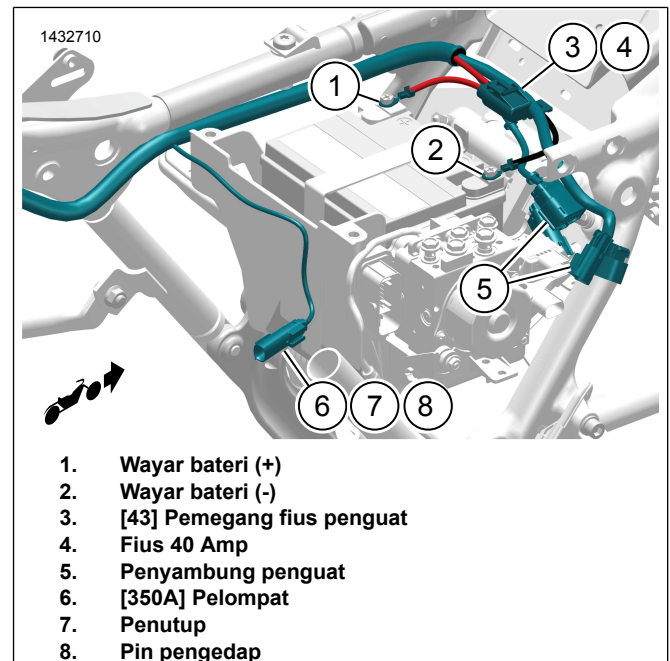 1432710
3 4
1
2
5
6 7 8
1. Wayar bateri (+)
2. Wayar bateri (-)
3. [43] Pemegang fius penguat
4. Fius 40 Amp
5. Penyambung penguat
6. [350A] Pelompat
7. Penutup
8. Pin pengedap